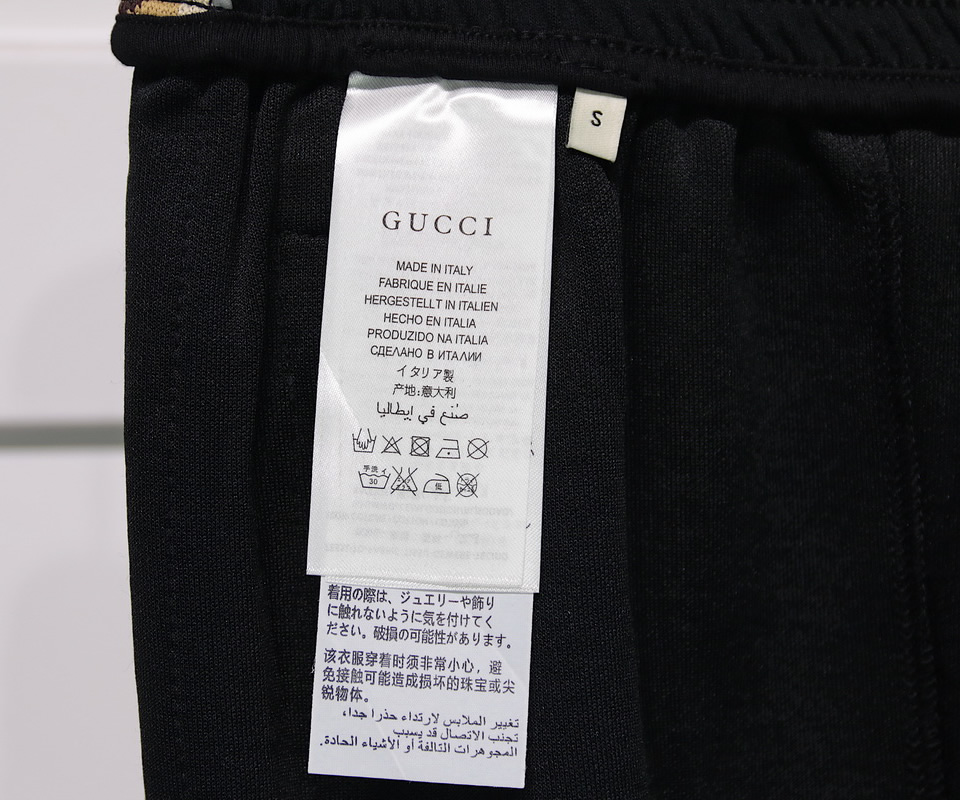 S
GUCCI
MADE IN ITALY
FABRIQUE EN ITALIE
HERGESTELLT IN ITALIEN
HECHO EN ITALIA
PRODUZIDO NA ITALIA
СДЕЛАНО В ИТАЛИИ
イタリア製
产地:意大利
صُنع في ايطاليا
手洗イ
30
低
着用の際は、ジュエリーや飾り
に触れないように気を付けてく
ださい。破損の可能性があります。
该衣服穿着时须非常小心，避
免接触可能造成损坏的珠宝或尖
锐物体。
تغيير الملابس لارتداء حذرا جدا،
تجنب الاتصال قد يسبب
المجوهرات التالفة أو الأشياء الحادة.